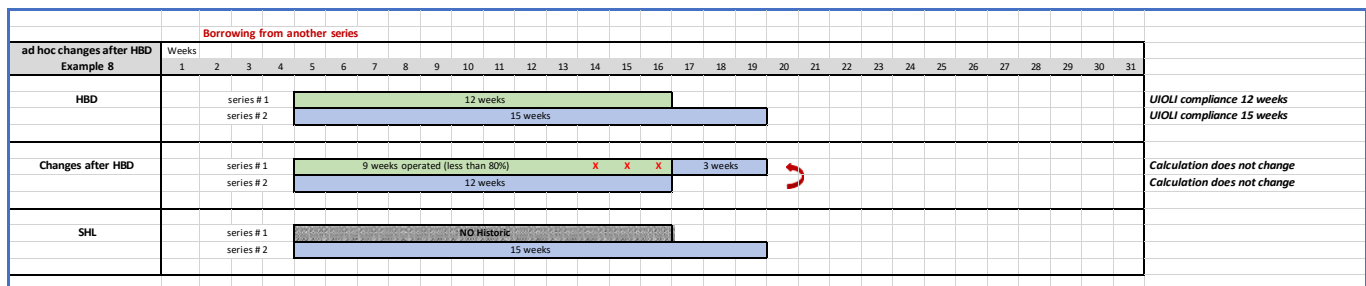 Borrowing from another series
ad hoc changes after HBD Weeks
Example 8 1 2 3 4 5 6 7 8 9 10 11 12 13 14 15 16 17 18 19 20 21 22 23 24 25 26 27 28 29 30 31
HBD series # 1 12 weeks UIOLI compliance 12 weeks
series # 2 15 weeks UIOLI compliance 15 weeks
Changes after HBD series # 1 9 weeks operated (less than 80%) X X X 3 weeks Calculation does not change
series # 2 12 weeks Calculation does not change
SHL series # 1 NO Historic
series # 2 15 weeks